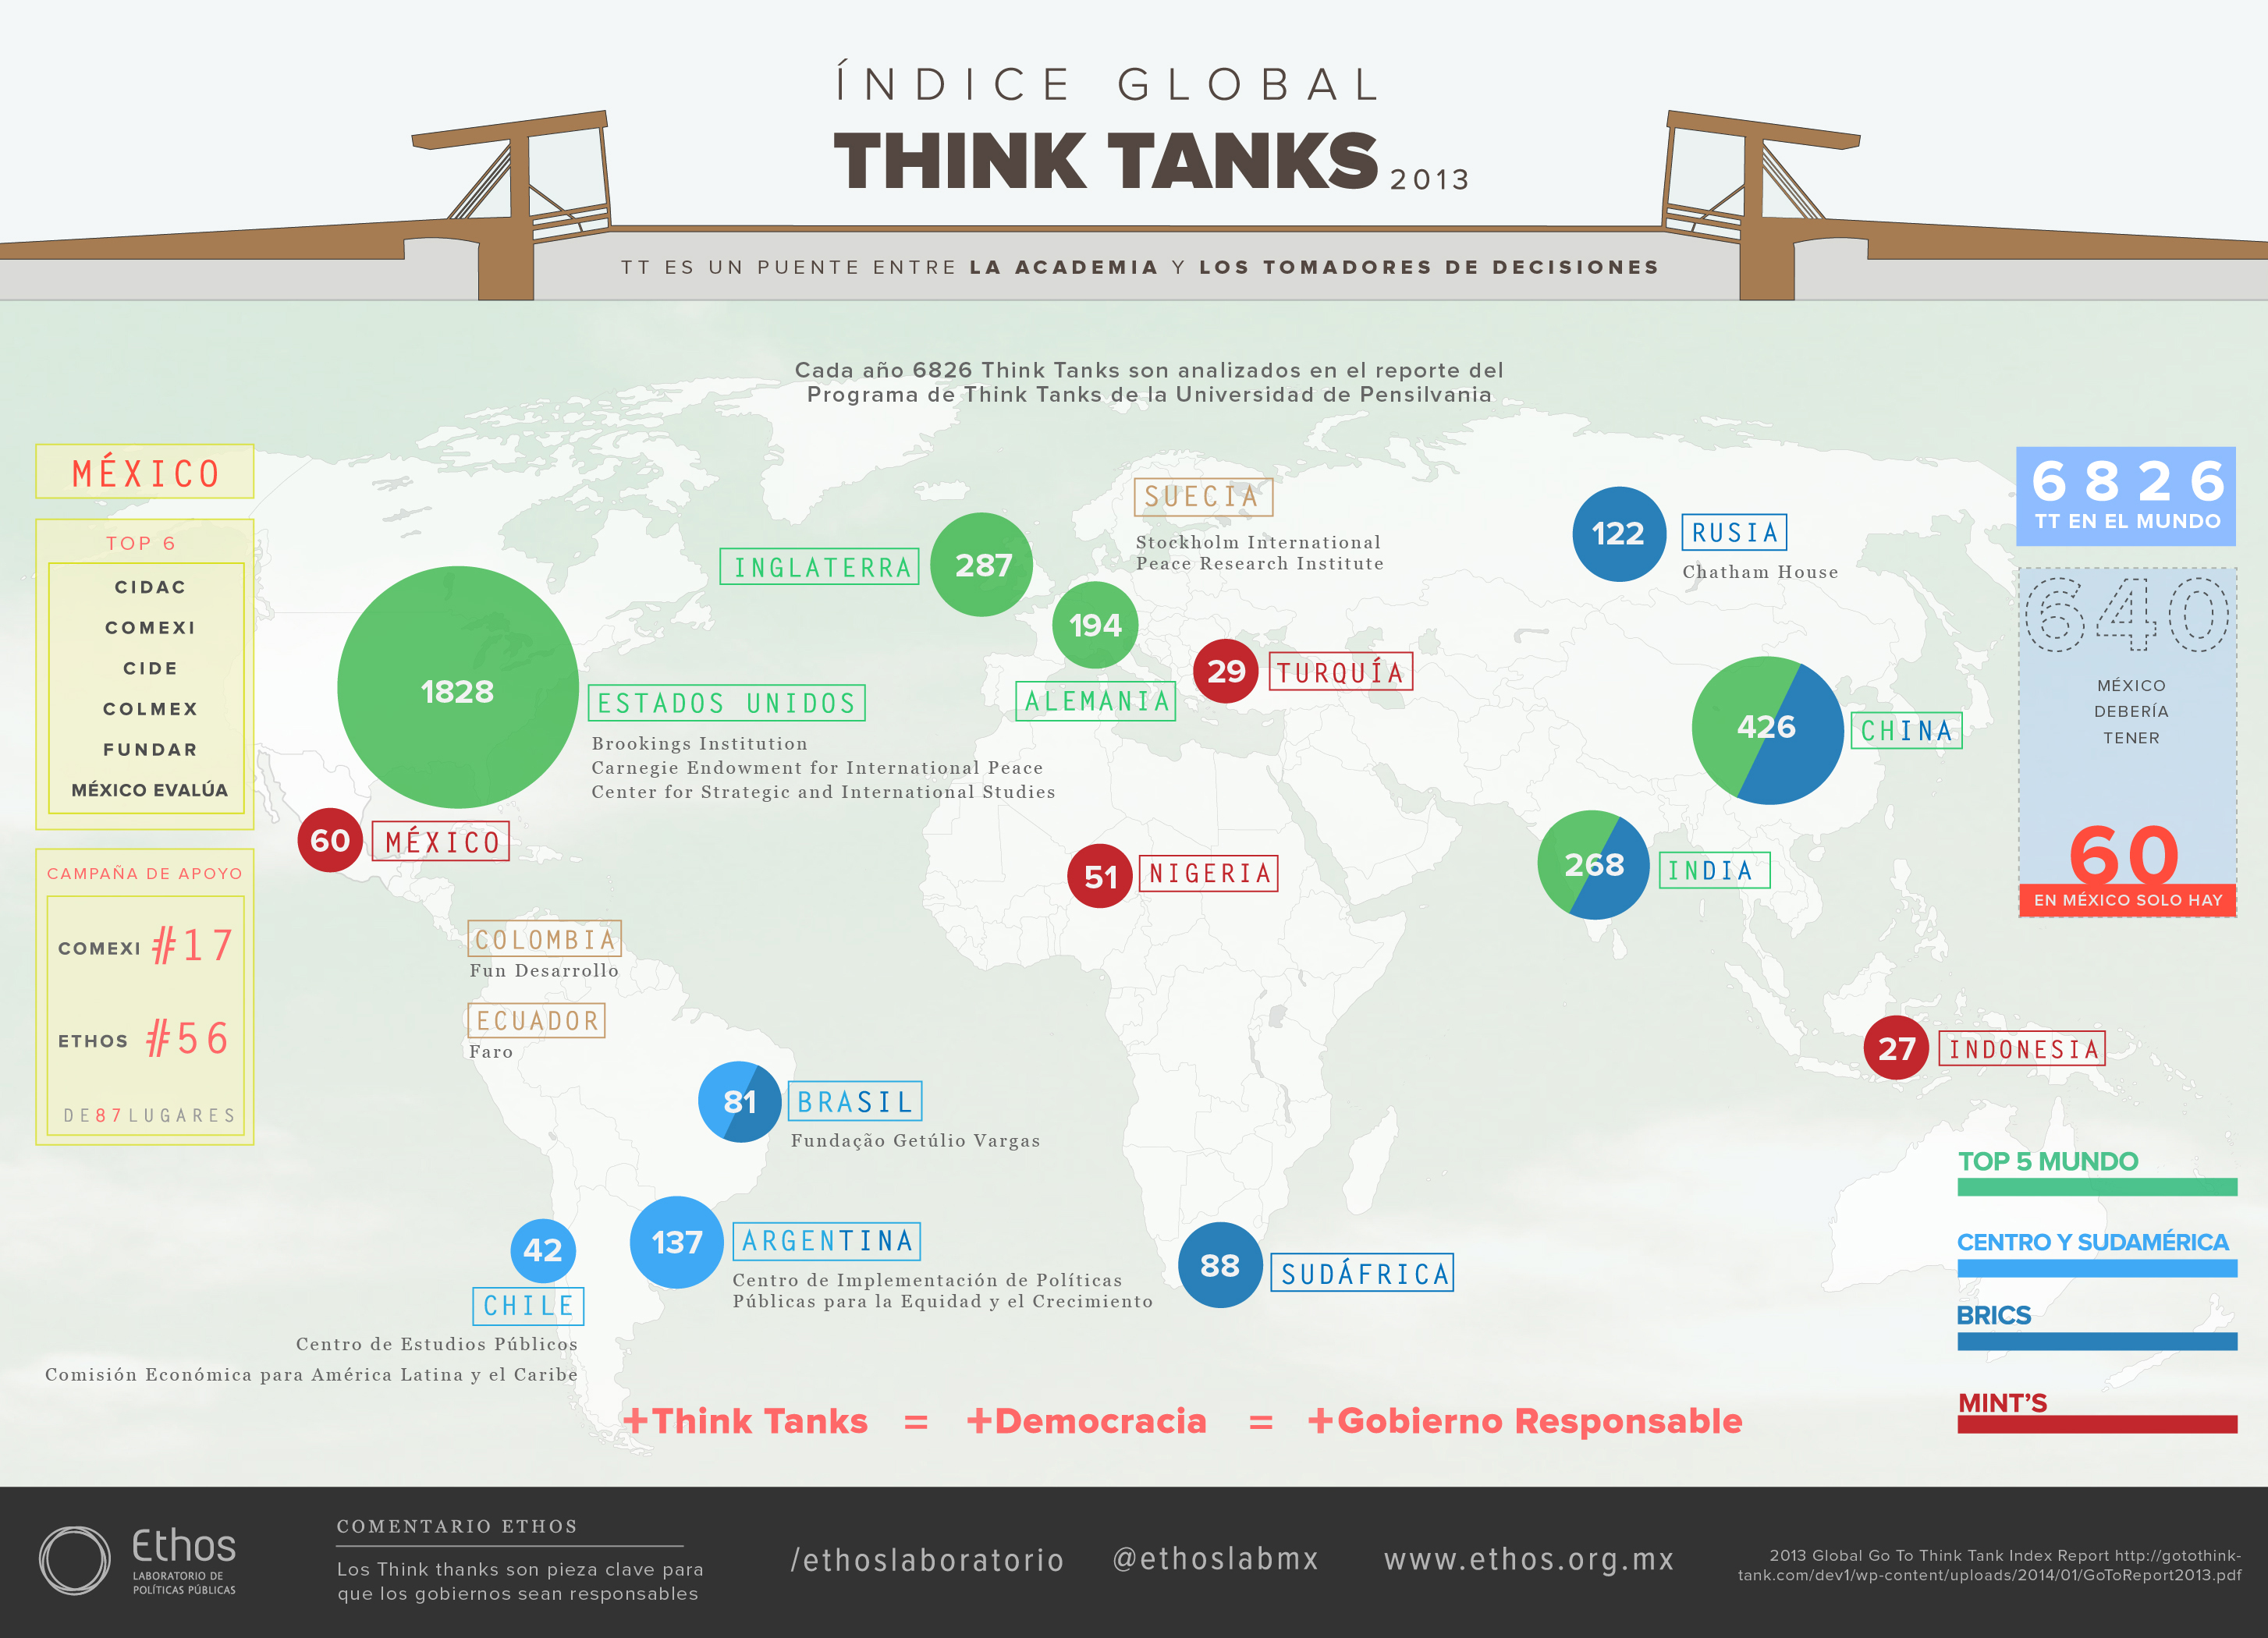 ÍNDICE GLOBAL
THINK TANKS 2013
TT ES UN PUENTE ENTRE LA ACADEMIA Y LOS TOMADORES DE DECISIONES
Cada año 6826 Think Tanks son analizados en el reporte del
Programa de Think Tanks de la Universidad de Pensilvania
MÉXICO
TOP 6
CIDAC
COMEXI
CIDE
COLMEX
FUNDAR
MÉXICO EVALÚA
CAMPAÑA DE APOYO
COMEXI #17
ETHOS #56
DE 87 LUGARES
1828
ESTADOS UNIDOS
Brookings Institution
Carnegie Endowment for International Peace
Center for Strategic and International Studies
60 MÉXICO
COLOMBIA
Fun Desarrollo
ECUADOR
Faro
81 BRASIL
Fundação Getúlio Vargas
137 ARGENTINA
Centro de Implementación de Políticas
Públicas para la Equidad y el Crecimiento
42
CHILE
Centro de Estudios Públicos
Comisión Económica para América Latina y el Caribe
INGLATERRA 287
SUECIA
Stockholm International
Peace Research Institute
194
ALEMANIA
29 TURQUÍA
51 NIGERIA
88 SUDÁFRICA
122 RUSIA
Chatham House
426 CHINA
268 INDIA
27 INDONESIA
6826
TT EN EL MUNDO
640
MÉXICO
DEBERÍA
TENER
60
EN MÉXICO SOLO HAY
TOP 5 MUNDO
CENTRO Y SUDAMÉRICA
BRICS
MINT'S
+Think Tanks = +Democracia = +Gobierno Responsable
Ethos
LABORATORIO DE
POLÍTICAS PÚBLICAS
COMENTARIO ETHOS
Los Think thanks son pieza clave para
que los gobiernos sean responsables
/ethoslaboratorio @ethoslabmx www.ethos.org.mx
2013 Global Go To Think Tank Index Report http://gotothink-
tank.com/dev1/wp-content/uploads/2014/01/GoToReport2013.pdf